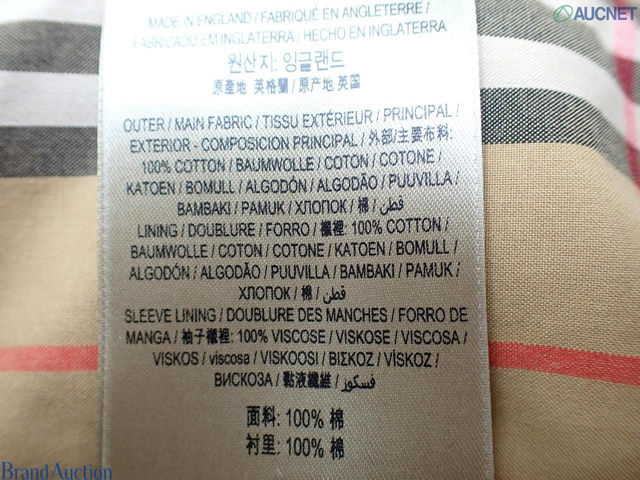 AUCNET
MADE IN ENGLAND / FABRIQUÉ EN ANGLETERRE /
FABRICADO EM INGLATERRA / HECHO EN INGLATERRA
원산지: 잉글랜드
原產地 英格蘭 / 原产地 英国
OUTER / MAIN FABRIC / TISSU EXTÉRIEUR / PRINCIPAL /
EXTERIOR - COMPOSICION PRINCIPAL / 外部/主要布料:
100% COTTON / BAUMWOLLE / COTON / COTONE /
KATOEN / BOMULL / ALGODÓN / ALGODÃO / PUUVILLA /
BAMBAKI / PAMUK / ХЛОПОК / 棉 / قطن
LINING / DOUBLURE / FORRO / 襯裡: 100% COTTON /
BAUMWOLLE / COTON / COTONE / KATOEN / BOMULL /
ALGODÓN / ALGODÃO / PUUVILLA / BAMBAKI / PAMUK /
ХЛОПОК / 棉 / قطن
SLEEVE LINING / DOUBLURE DES MANCHES / FORRO DE
MANGA / 袖子襯裡: 100% VISCOSE / VISKOSE / VISCOSA /
VISKOS / viscosa / VISKOOSI / ΒΙΣΚΟΖ / VİSKOZ /
ВИСКОЗА / 黏液纖維 / فسكوز
面料: 100% 棉
衬里: 100% 棉
Brand Auction